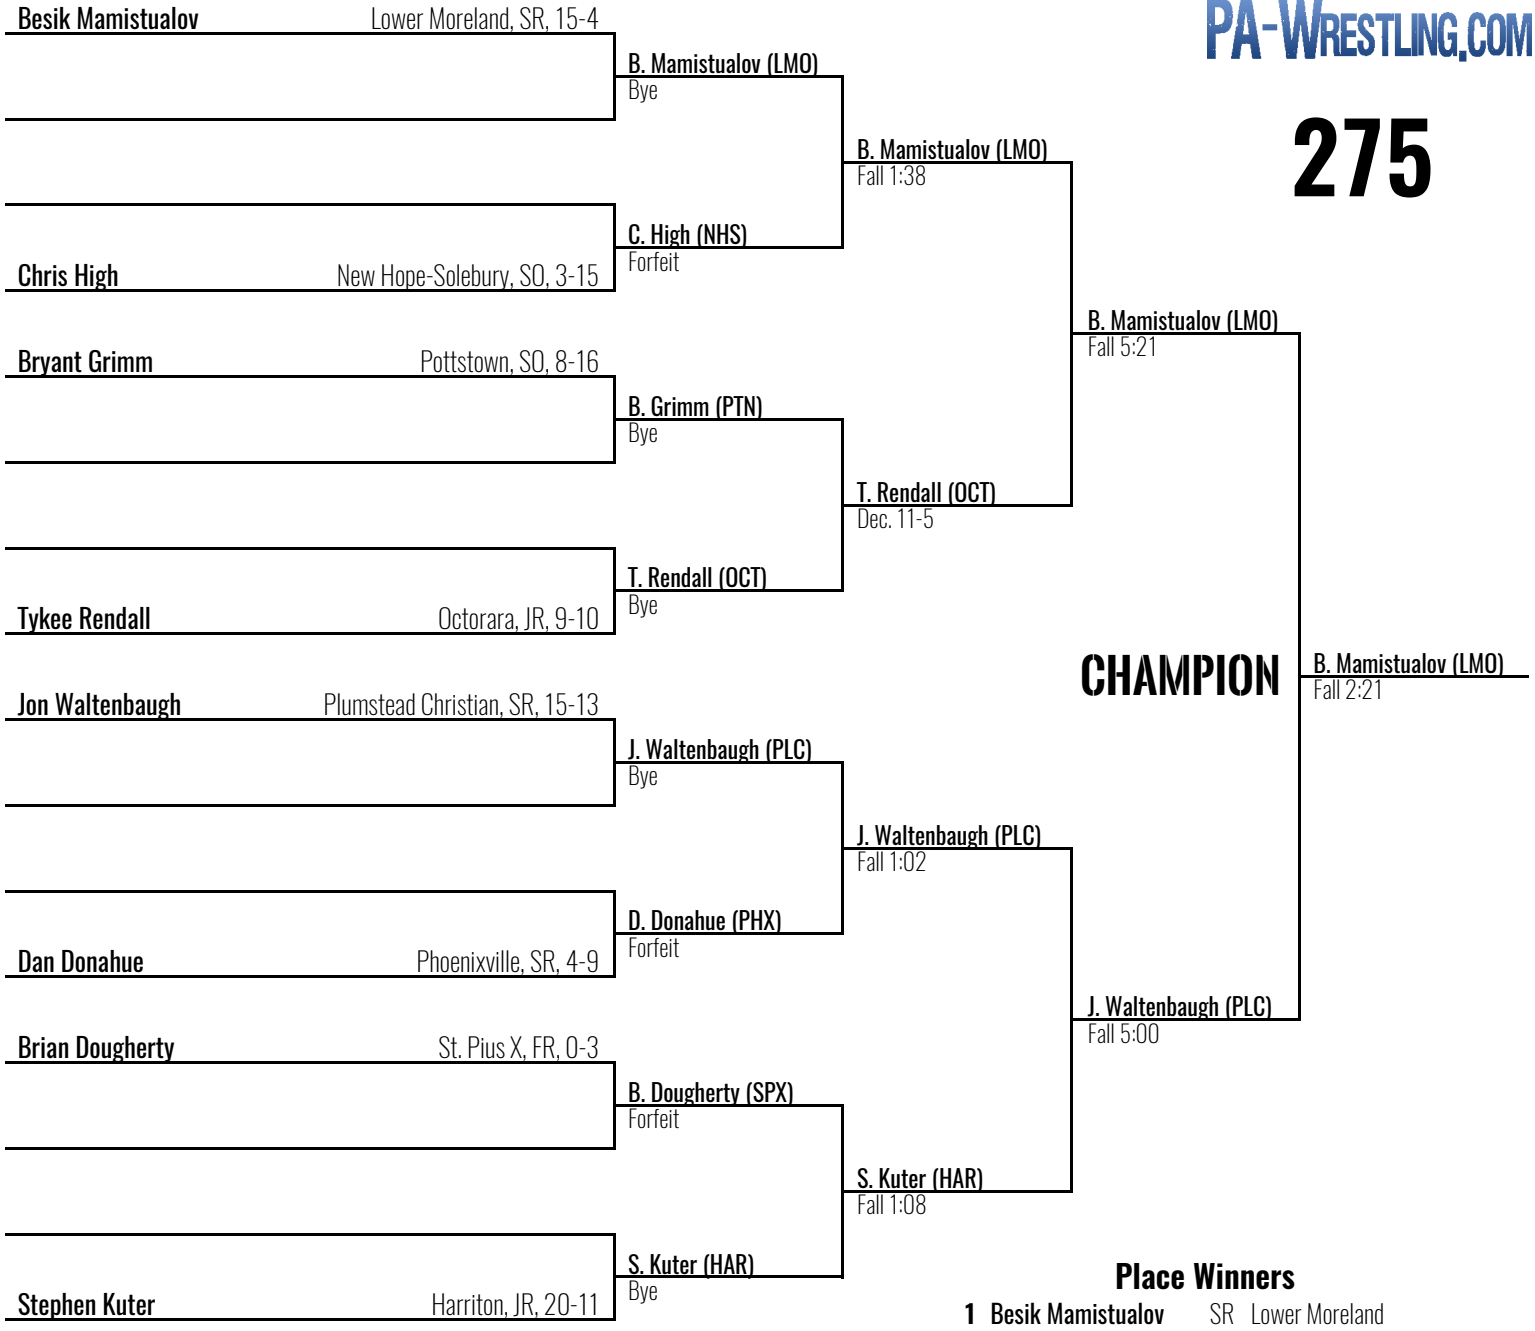 Besik Mamistualov Lower Moreland, SR, 15-4
PA-WRESTLING.COM
B. Mamistualov (LMO)
Bye
275
B. Mamistualov (LMO)
Fall 1:38
C. High (NHS)
Forfeit
Chris High New Hope-Solebury, SO, 3-15
B. Mamistualov (LMO)
Fall 5:21
Bryant Grimm Pottstown, SO, 8-16
B. Grimm (PTN)
Bye
T. Rendall (OCT)
Dec. 11-5
T. Rendall (OCT)
Bye
Tykee Rendall Octorara, JR, 9-10
CHAMPION
B. Mamistualov (LMO)
Fall 2:21
Jon Waltenbaugh Plumstead Christian, SR, 15-13
J. Waltenbaugh (PLC)
Bye
J. Waltenbaugh (PLC)
Fall 1:02
D. Donahue (PHX)
Forfeit
Dan Donahue Phoenixville, SR, 4-9
J. Waltenbaugh (PLC)
Fall 5:00
Brian Dougherty St. Pius X, FR, 0-3
B. Dougherty (SPX)
Forfeit
S. Kuter (HAR)
Fall 1:08
S. Kuter (HAR)
Bye
Stephen Kuter Harriton, JR, 20-11
Place Winners
1 Besik Mamistualov SR Lower Moreland